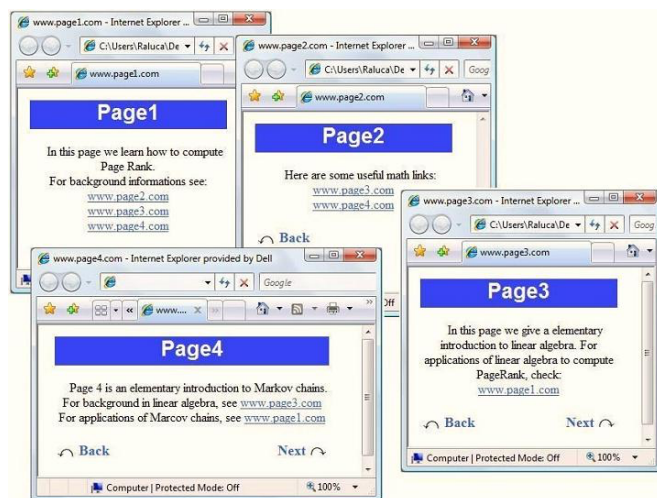 www.page1.com - Internet Explorer ...
C:\Users\Raluca\De
www.page1.com
Page1
In this page we learn how to compute
Page Rank.
For background informations see:
www.page2.com
www.page3.com
www.page4.com
www.page2.com - Internet Explorer ...
C:\Users\Raluca\De
Goog
www.page2.com
Page2
Here are some useful math links:
www.page3.com
www.page4.com
Back
www.page3.com - Internet Explorer ...
C:\Users\Raluca\De
Goog
www.page3.com
Page3
In this page we give a elementary
introduction to linear algebra. For
applications of linear algebra to compute
PageRank, check:
www.page1.com
Back Next
Computer | Protected Mode: Off 100%
www.page4.com - Internet Explorer provided by Dell
Google
www....
Page4
Page 4 is an elementary introduction to Markov chains.
For background in linear algebra, see www.page3.com
For applications of Marcov chains, see www.page1.com
Back Next
Computer | Protected Mode: Off 100%
Off